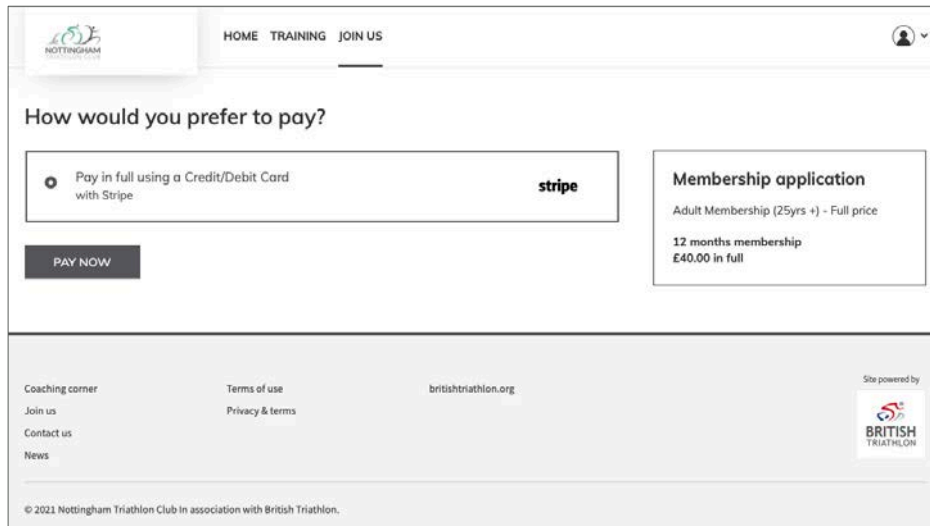 NOTTINGHAM
TRIATHLON CLUB
HOME TRAINING JOIN US
How would you prefer to pay?
Pay in full using a Credit/Debit Card
with Stripe
stripe
PAY NOW
Membership application
Adult Membership (25yrs +) - Full price
12 months membership
£40.00 in full
Coaching corner
Join us
Contact us
News
Terms of use
Privacy & terms
britishtriathlon.org
Site powered by
BRITISH
TRIATHLON
© 2021 Nottingham Triathlon Club In association with British Triathlon.